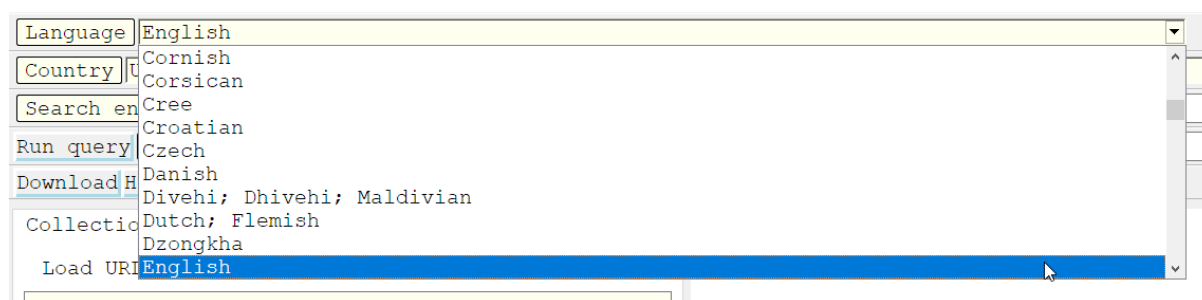 Language English
Cornish
Country U
Corsican
Search en
Cree
Croatian
Run query
Czech
Danish
Download H
Divehi; Dhivehi; Maldivian
Collectio
Dutch; Flemish
Dzongkha
Load URI
English